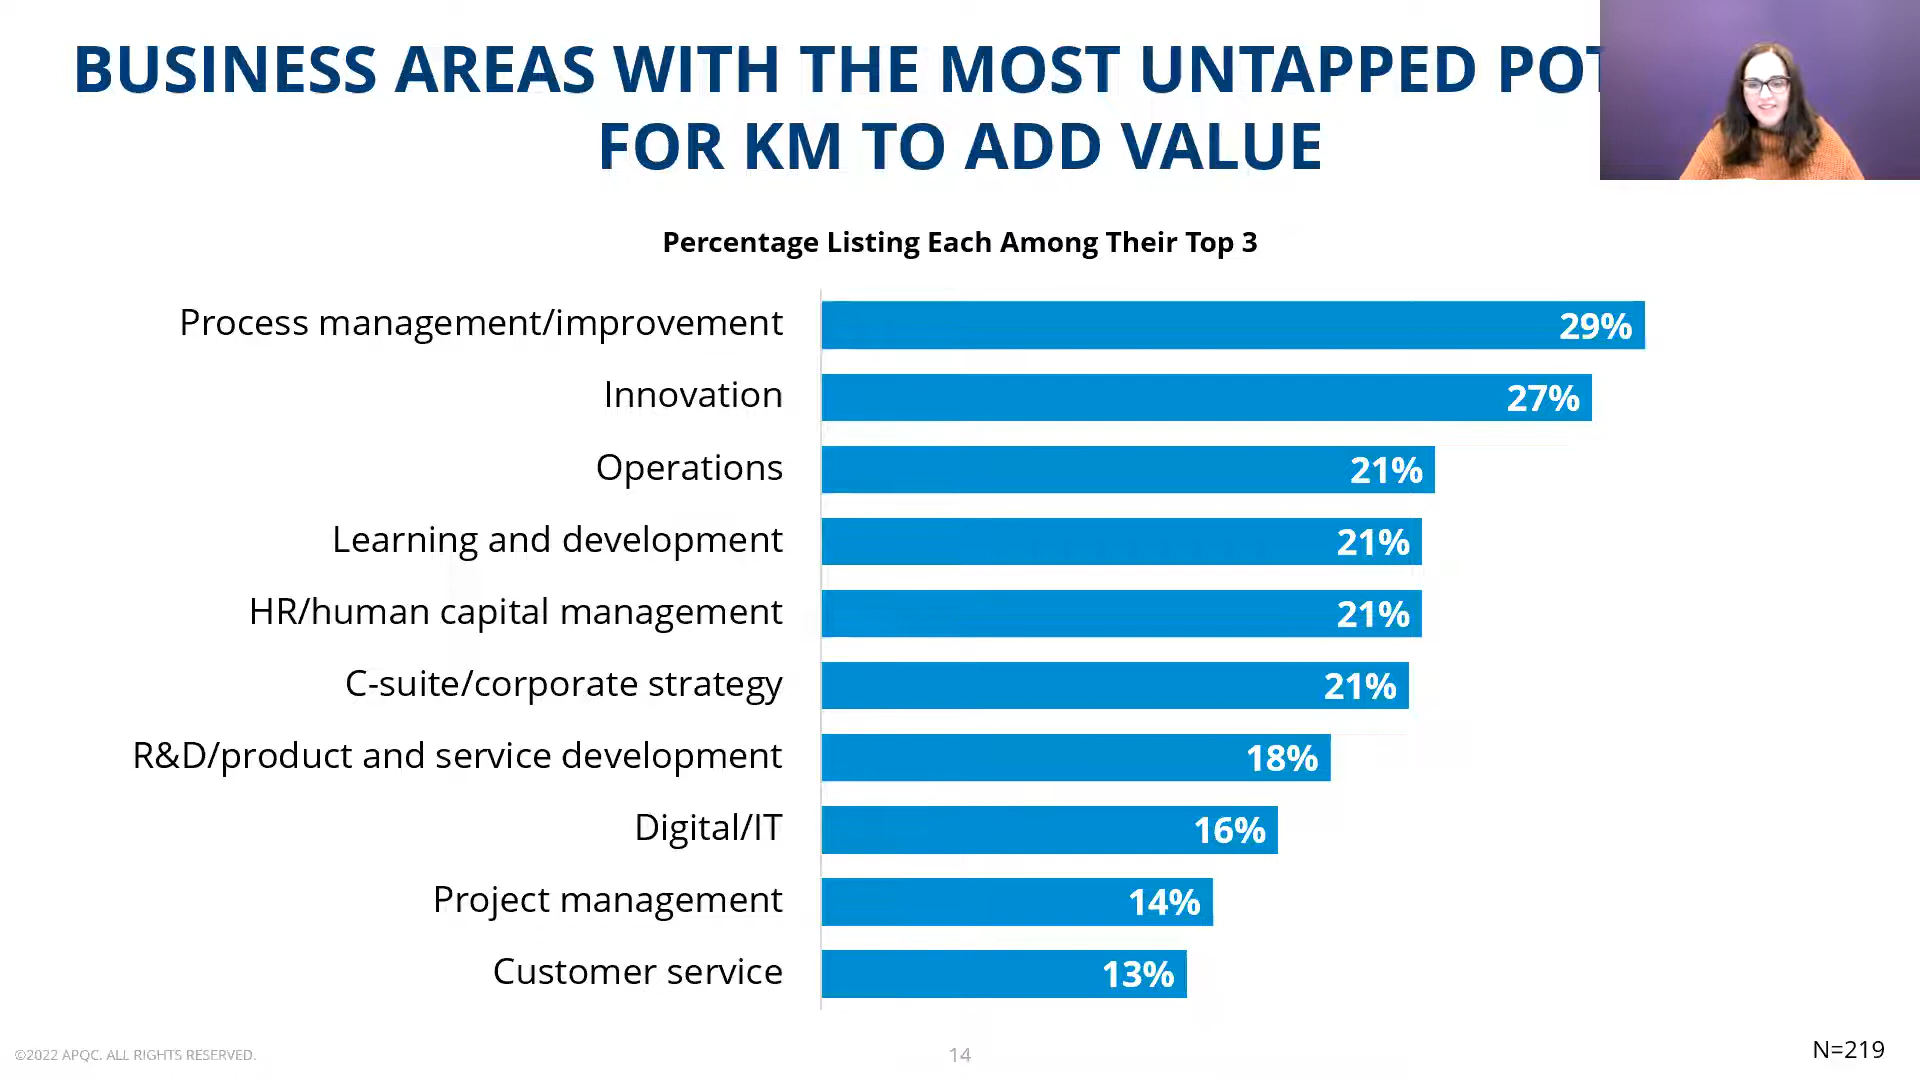 BUSINESS AREAS WITH THE MOST UNTAPPED
FOR KM TO ADD VALUE
Percentage Listing Each Among Their Top 3
Process management/improvement 29%
Innovation 27%
Operations 21%
Learning and development 21%
HR/human capital management 21%
C-suite/corporate strategy 21%
R&D/product and service development 18%
Digital/IT 16%
Project management 14%
Customer service 13%
©2022 APQC. ALL RIGHTS RESERVED.
14
N=219